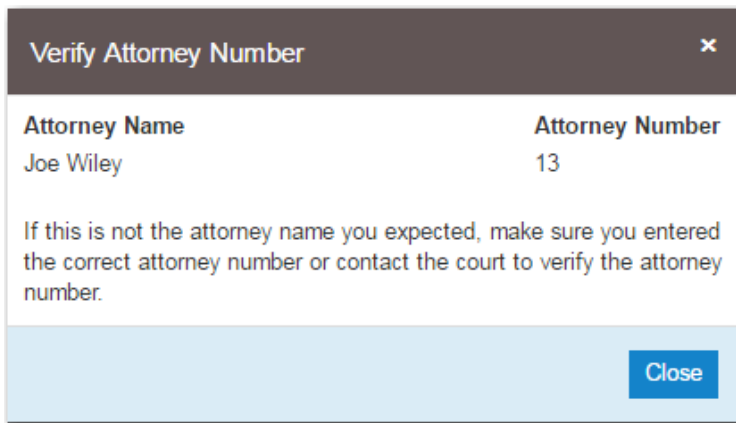 Verify Attorney Number ×
Attorney Name Attorney Number
Joe Wiley 13
If this is not the attorney name you expected, make sure you entered
the correct attorney number or contact the court to verify the attorney
number.
Close